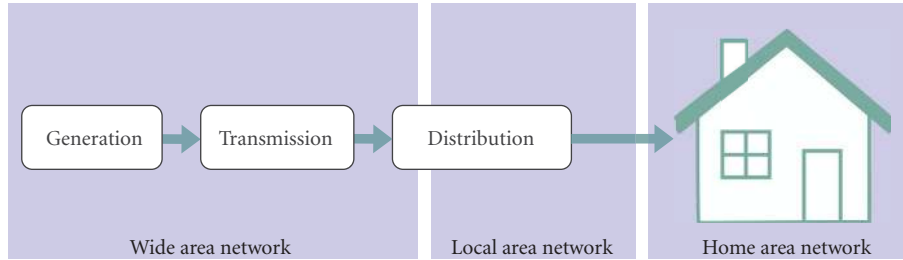 Generation
Transmission
Distribution
Wide area network
Local area network
Home area network